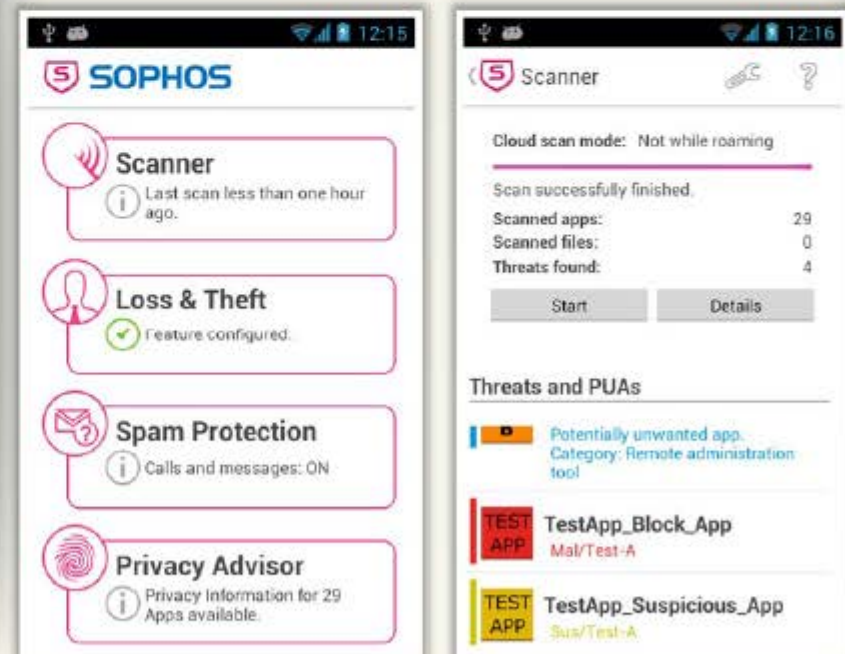 12:15
SOPHOS
Scanner
Last scan less than one hour
ago.
Loss & Theft
Feature configured.
Spam Protection
Calls and messages: ON
Privacy Advisor
Privacy Information for 29
Apps available.
12:16
Scanner
Cloud scan mode: Not while roaming
Scan successfully finished.
Scanned apps: 29
Scanned files: 0
Threats found: 4
Start Details
Threats and PUAs
Potentially unwanted app.
Category: Remote administration
tool
TEST
APP
TestApp_Block_App
Mal/Test-A
TEST
APP
TestApp_Suspicious_App
Sus/Test-A